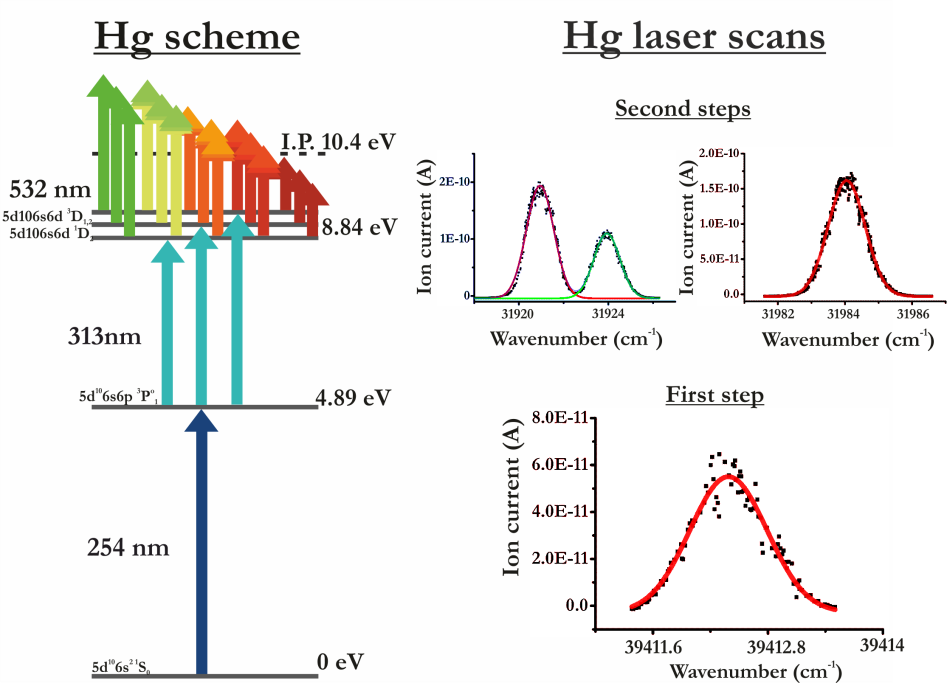 Hg scheme
I.P. 10.4 eV
532 nm
5d106s6d ³D₁,₂
5d106s6d ¹D₂
8.84 eV
313nm
5d¹⁰6s6p ³P°₁
4.89 eV
254 nm
5d¹⁰6s² ¹S₀
0 eV
Hg laser scans
Second steps
Ion current (A)
2E-10
1E-10
0
31920
31924
Wavenumber (cm⁻¹)
Ion current (A)
2.0E-10
1.5E-10
1.0E-10
5.0E-11
0.0
31982
31984
31986
Wavenumber (cm⁻¹)
First step
Ion current (A)
8.0E-11
6.0E-11
4.0E-11
2.0E-11
0.0
39411.6
39412.8
39414
Wavenumber (cm⁻¹)